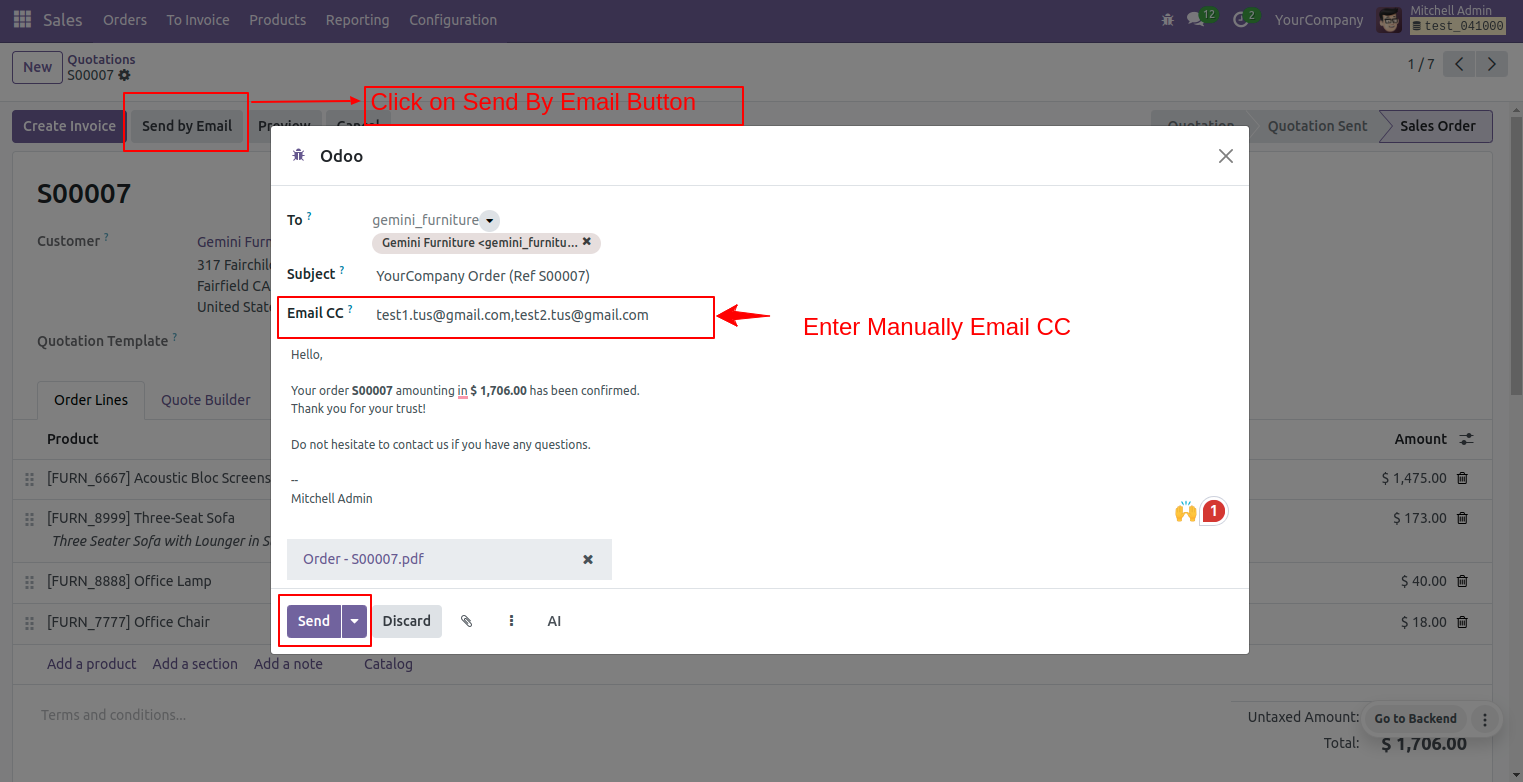 Sales Orders To Invoice Products Reporting Configuration 12 2 YourCompany Mitchell Admin
test_041000
New Quotations
S00007 1 / 7
Click on Send By Email Button
Create Invoice Send by Email Preview Cancel Quotation Quotation Sent Sales Order
Odoo
S00007
To ? gemini_furniture
Gemini Furniture <gemini_furnitu...
Customer ? Gemini Furn
317 Fairchild
Fairfield CA
United State
Subject ? YourCompany Order (Ref S00007)
Email CC ? test1.tus@gmail.com,test2.tus@gmail.com
Enter Manually Email CC
Quotation Template ?
Hello,
Your order S00007 amounting in $ 1,706.00 has been confirmed.
Thank you for your trust!
Do not hesitate to contact us if you have any questions.
--
Mitchell Admin
1
Order Lines Quote Builder
Product Amount
[FURN_6667] Acoustic Bloc Screens $ 1,475.00
[FURN_8999] Three-Seat Sofa $ 173.00
Three Seater Sofa with Lounger in S
[FURN_8888] Office Lamp $ 40.00
[FURN_7777] Office Chair $ 18.00
Order - S00007.pdf
Send Discard AI
Add a product Add a section Add a note Catalog
Terms and conditions...
Untaxed Amount: Go to Backend
Total: $ 1,706.00